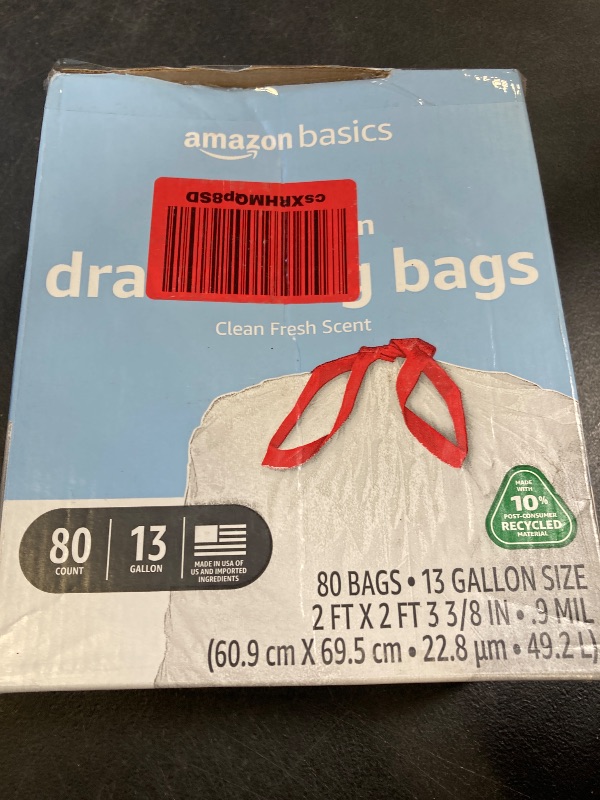 amazon basics
csXRHMQp8SD
n
dra g bags
Clean Fresh Scent
MADE
WITH
10%
POST-CONSUMER
RECYCLED
MATERIAL
80
COUNT
13
GALLON
MADE IN USA OF
US AND IMPORTED
INGREDIENTS
80 BAGS • 13 GALLON SIZE
2 FT X 2 FT 3 3/8 IN • .9 MIL
(60.9 cm X 69.5 cm • 22.8 µm • 49.2 L)